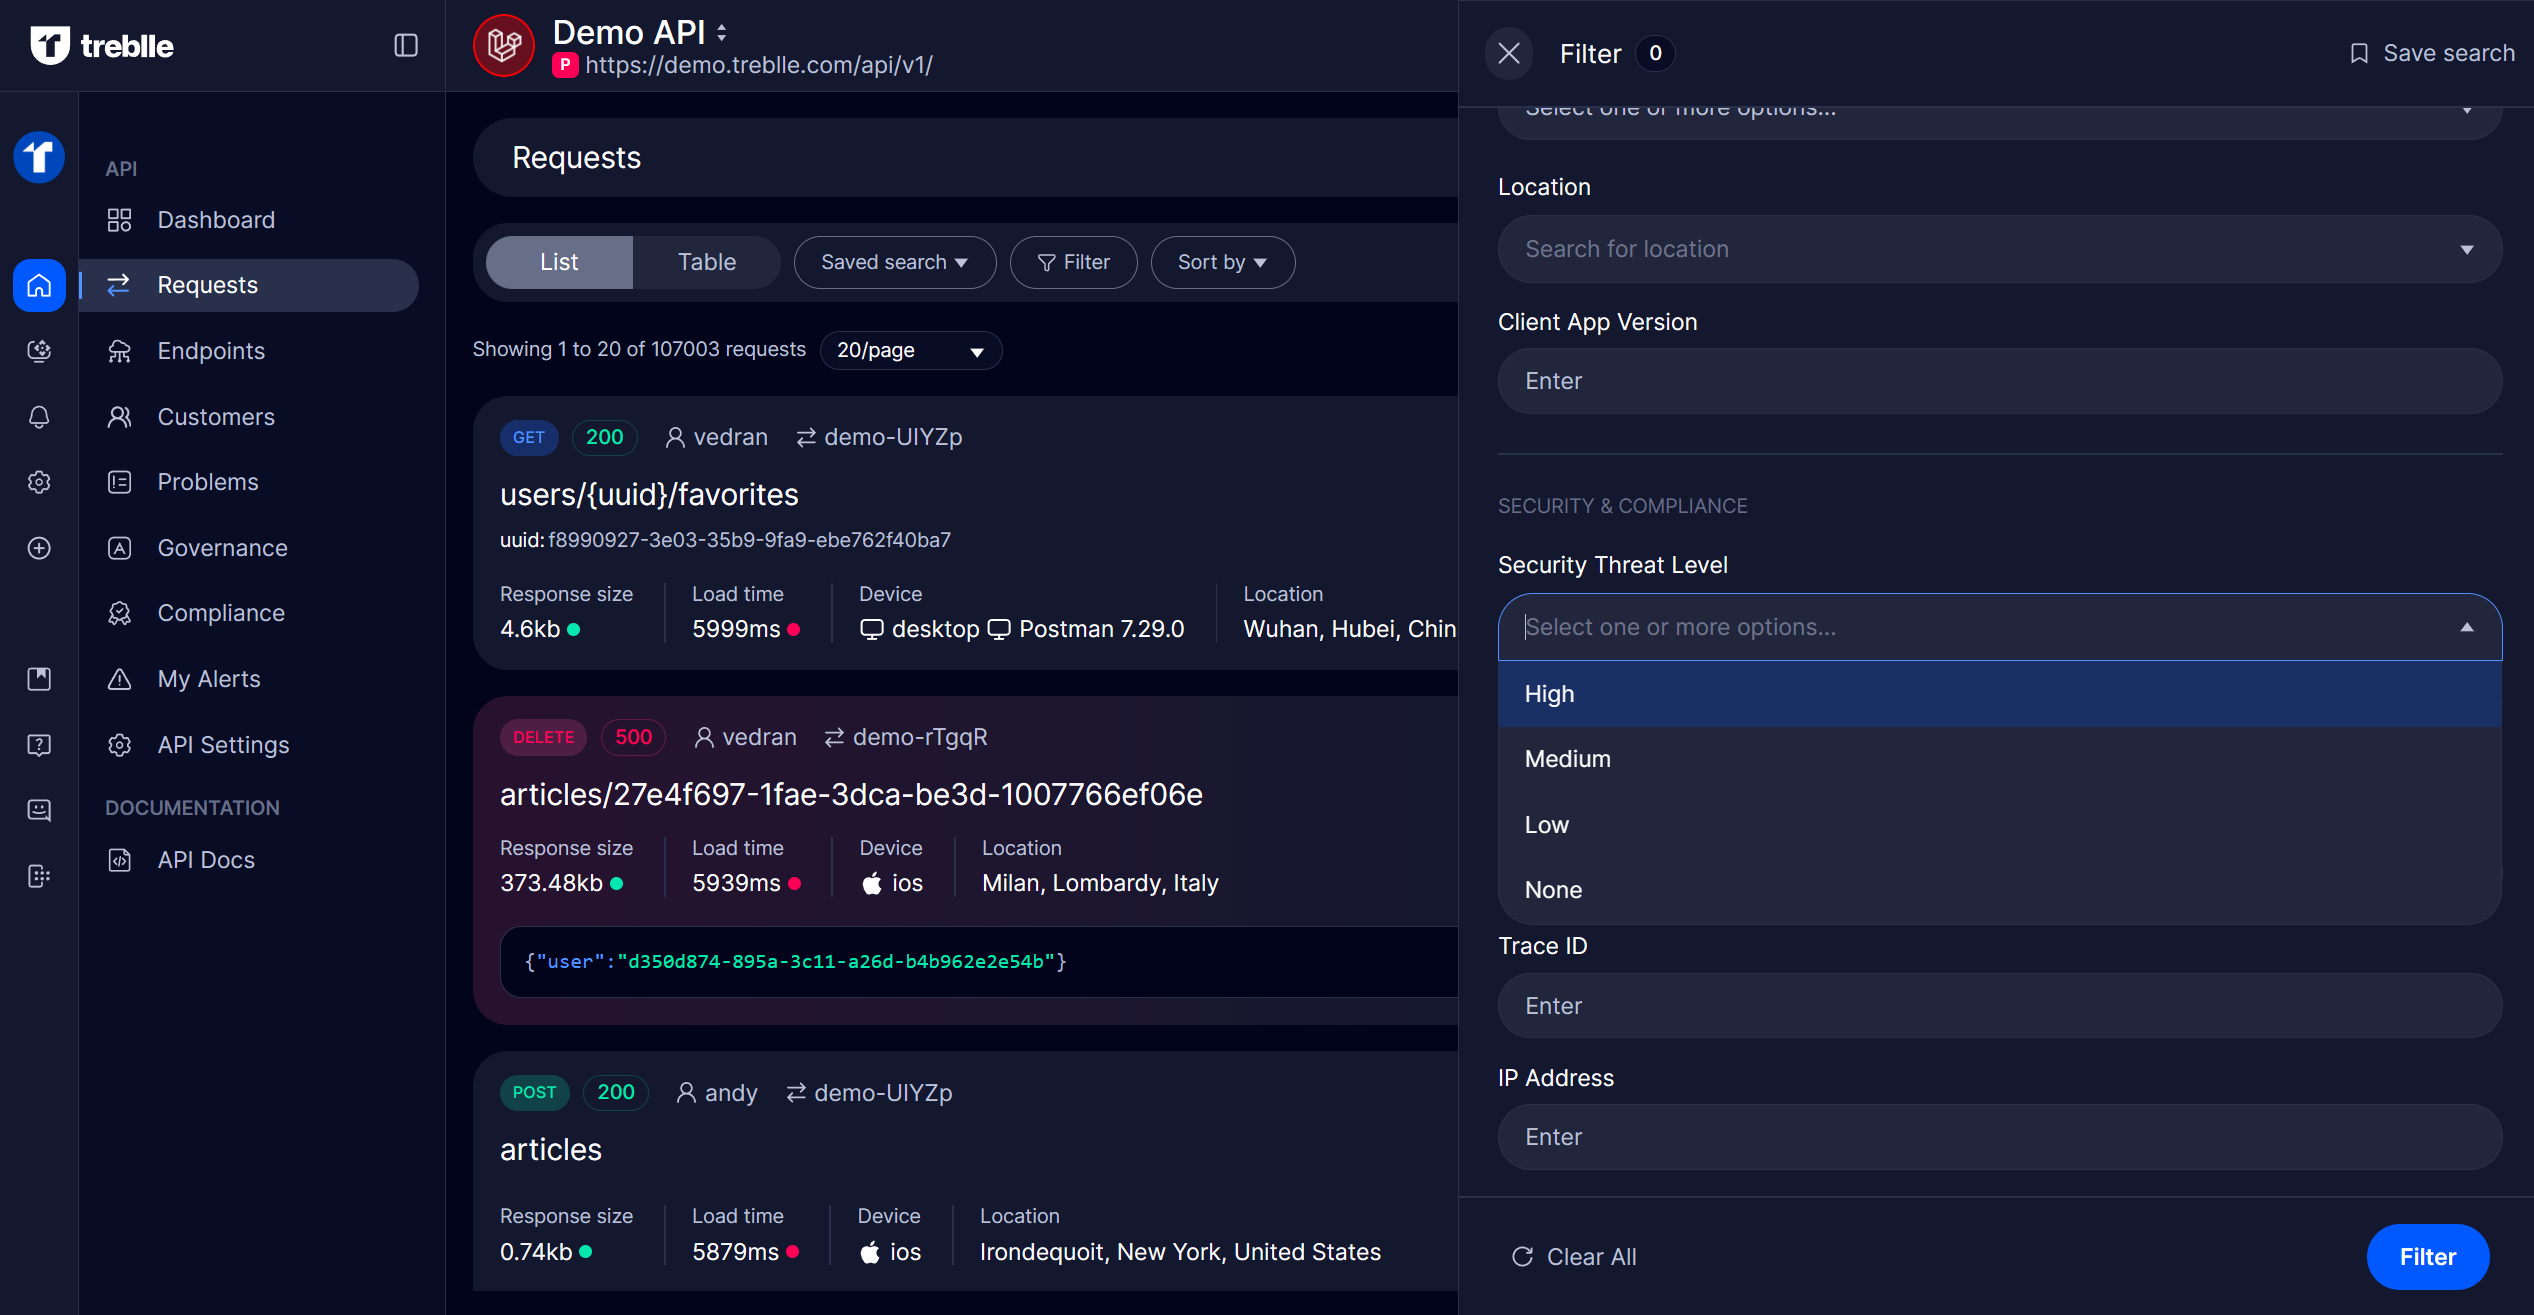 treblle
Demo API
P https://demo.treblle.com/api/v1/
API
Dashboard
Requests
Endpoints
Customers
Problems
Governance
Compliance
My Alerts
API Settings
DOCUMENTATION
API Docs
Requests
List Table Saved search Filter Sort by
Showing 1 to 20 of 107003 requests 20/page
GET 200 vedran demo-UIYZp
users/{uuid}/favorites
uuid: f8990927-3e03-35b9-9fa9-ebe762f40ba7
Response size Load time Device Location
4.6kb 5999ms desktop Postman 7.29.0 Wuhan, Hubei, Chin
DELETE 500 vedran demo-rTgqR
articles/27e4f697-1fae-3dca-be3d-1007766ef06e
Response size Load time Device Location
373.48kb 5939ms ios Milan, Lombardy, Italy
{"user":"d350d874-895a-3c11-a26d-b4b962e2e54b"}
POST 200 andy demo-UIYZp
articles
Response size Load time Device Location
0.74kb 5879ms ios Irondequoit, New York, United States
Filter 0 Save search
Select one or more options...
Location
Search for location
Client App Version
Enter
SECURITY & COMPLIANCE
Security Threat Level
Select one or more options...
High
Medium
Low
None
Trace ID
Enter
IP Address
Enter
Clear All Filter